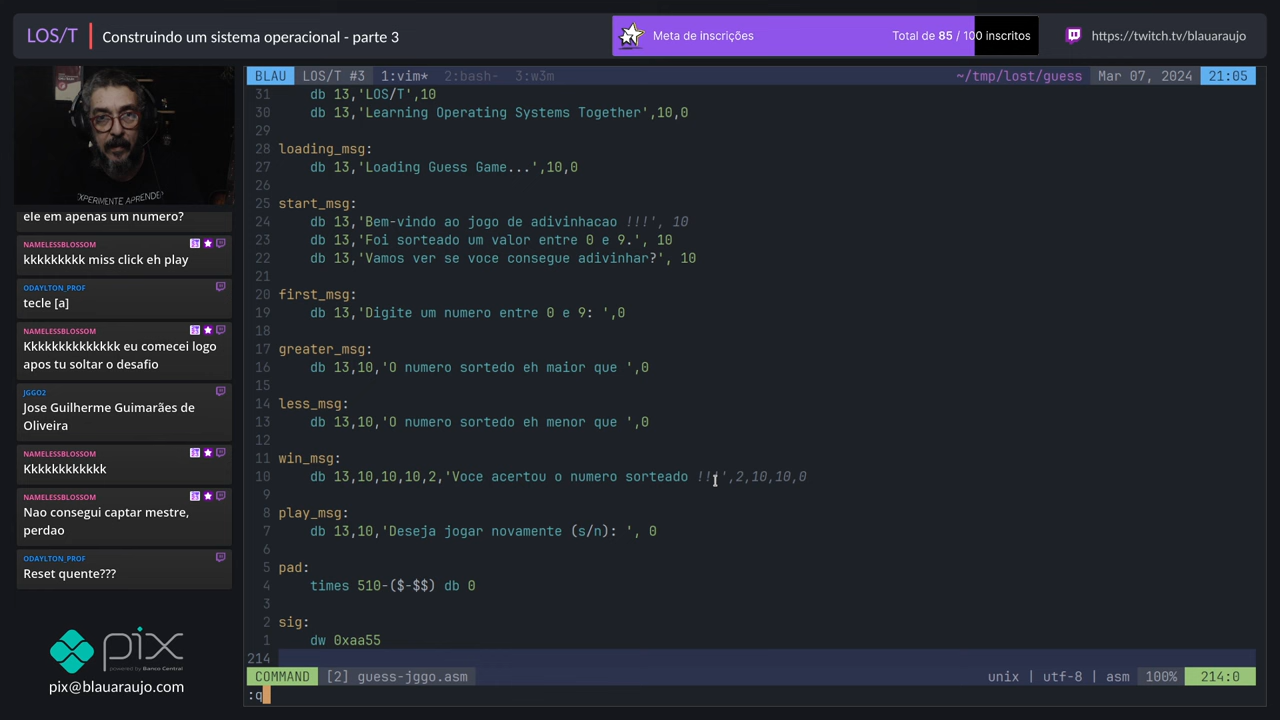 LOS/T | Construindo um sistema operacional - parte 3
Meta de inscrições Total de 85 / 100 inscritos
https://twitch.tv/blauaraujo
EXPERIMENTE APRENDE
ele em apenas um numero?
NAMELESSBLOSSOM
kkkkkkkkk miss click eh play
ODAYLTON_PROF
tecle [a]
NAMELESSBLOSSOM
Kkkkkkkkkkkkk eu comecei logo
apos tu soltar o desafio
JGGO2
Jose Guilherme Guimarães de
Oliveira
NAMELESSBLOSSOM
Kkkkkkkkkkk
NAMELESSBLOSSOM
Nao consegui captar mestre,
perdao
ODAYLTON_PROF
Reset quente???
pix
powered by Banco Central
pix@blauaraujo.com
BLAU LOS/T #3 1:vim* 2:bash- 3:w3m ~/tmp/lost/guess Mar 07, 2024 21:05
31 db 13,'LOS/T',10
30 db 13,'Learning Operating Systems Together',10,0
29
28 loading_msg:
27 db 13,'Loading Guess Game...',10,0
26
25 start_msg:
24 db 13,'Bem-vindo ao jogo de adivinhacao !!!', 10
23 db 13,'Foi sorteado um valor entre 0 e 9.', 10
22 db 13,'Vamos ver se voce consegue adivinhar?', 10
21
20 first_msg:
19 db 13,'Digite um numero entre 0 e 9: ',0
18
17 greater_msg:
16 db 13,10,'O numero sortedo eh maior que ',0
15
14 less_msg:
13 db 13,10,'O numero sortedo eh menor que ',0
12
11 win_msg:
10 db 13,10,10,10,2,'Voce acertou o numero sorteado !!!',2,10,10,0
9
8 play_msg:
7 db 13,10,'Deseja jogar novamente (s/n): ', 0
6
5 pad:
4 times 510-($-$$) db 0
3
2 sig:
1 dw 0xaa55
214
COMMAND [2] guess-jggo.asm unix | utf-8 | asm 100% 214:0
:q